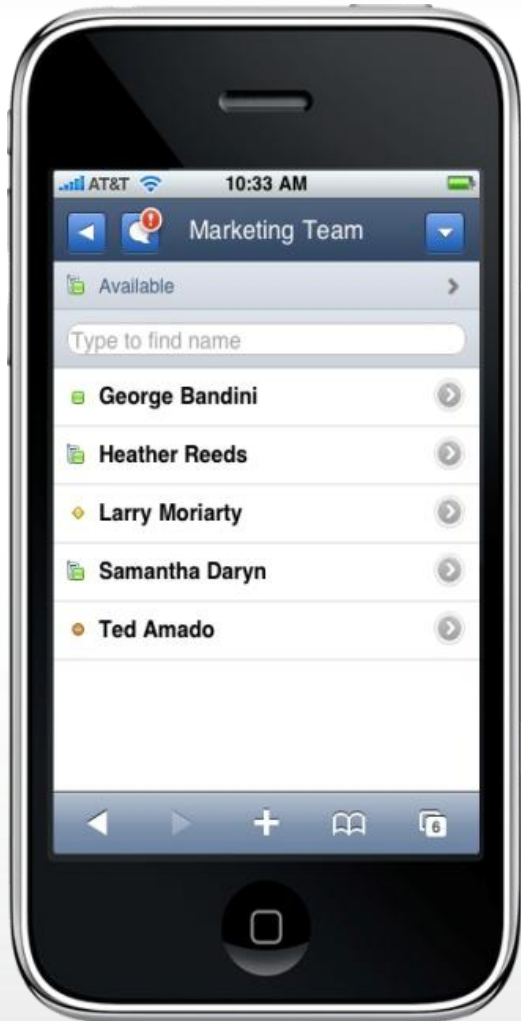 AT&T 10:33 AM
! Marketing Team
Available
Type to find name
George Bandini
Heather Reeds
Larry Moriarty
Samantha Daryn
Ted Amado
6